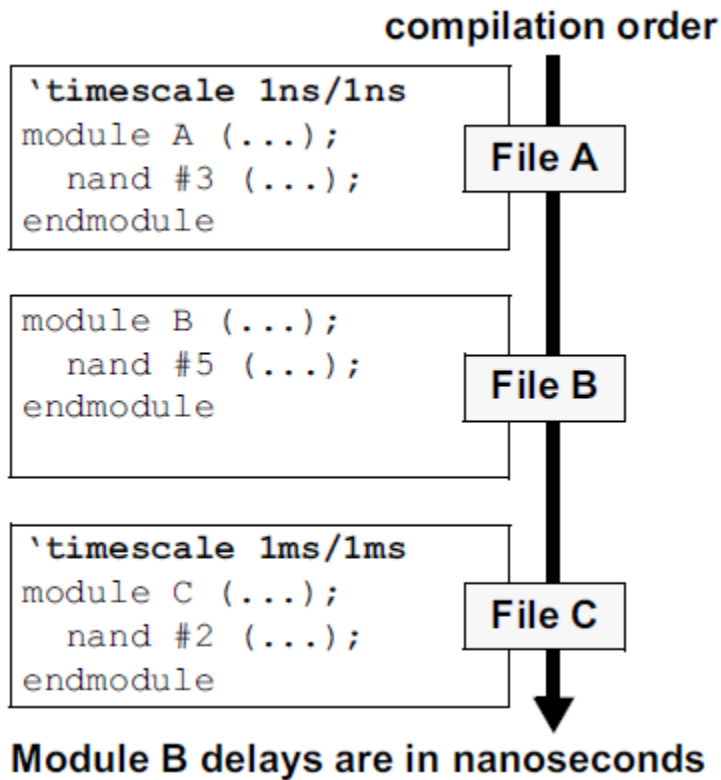 compilation order
`timescale 1ns/1ns
module A (...);
  nand #3 (...);
endmodule
File A
module B (...);
  nand #5 (...);
endmodule
File B
`timescale 1ms/1ms
module C (...);
  nand #2 (...);
endmodule
File C
Module B delays are in nanoseconds